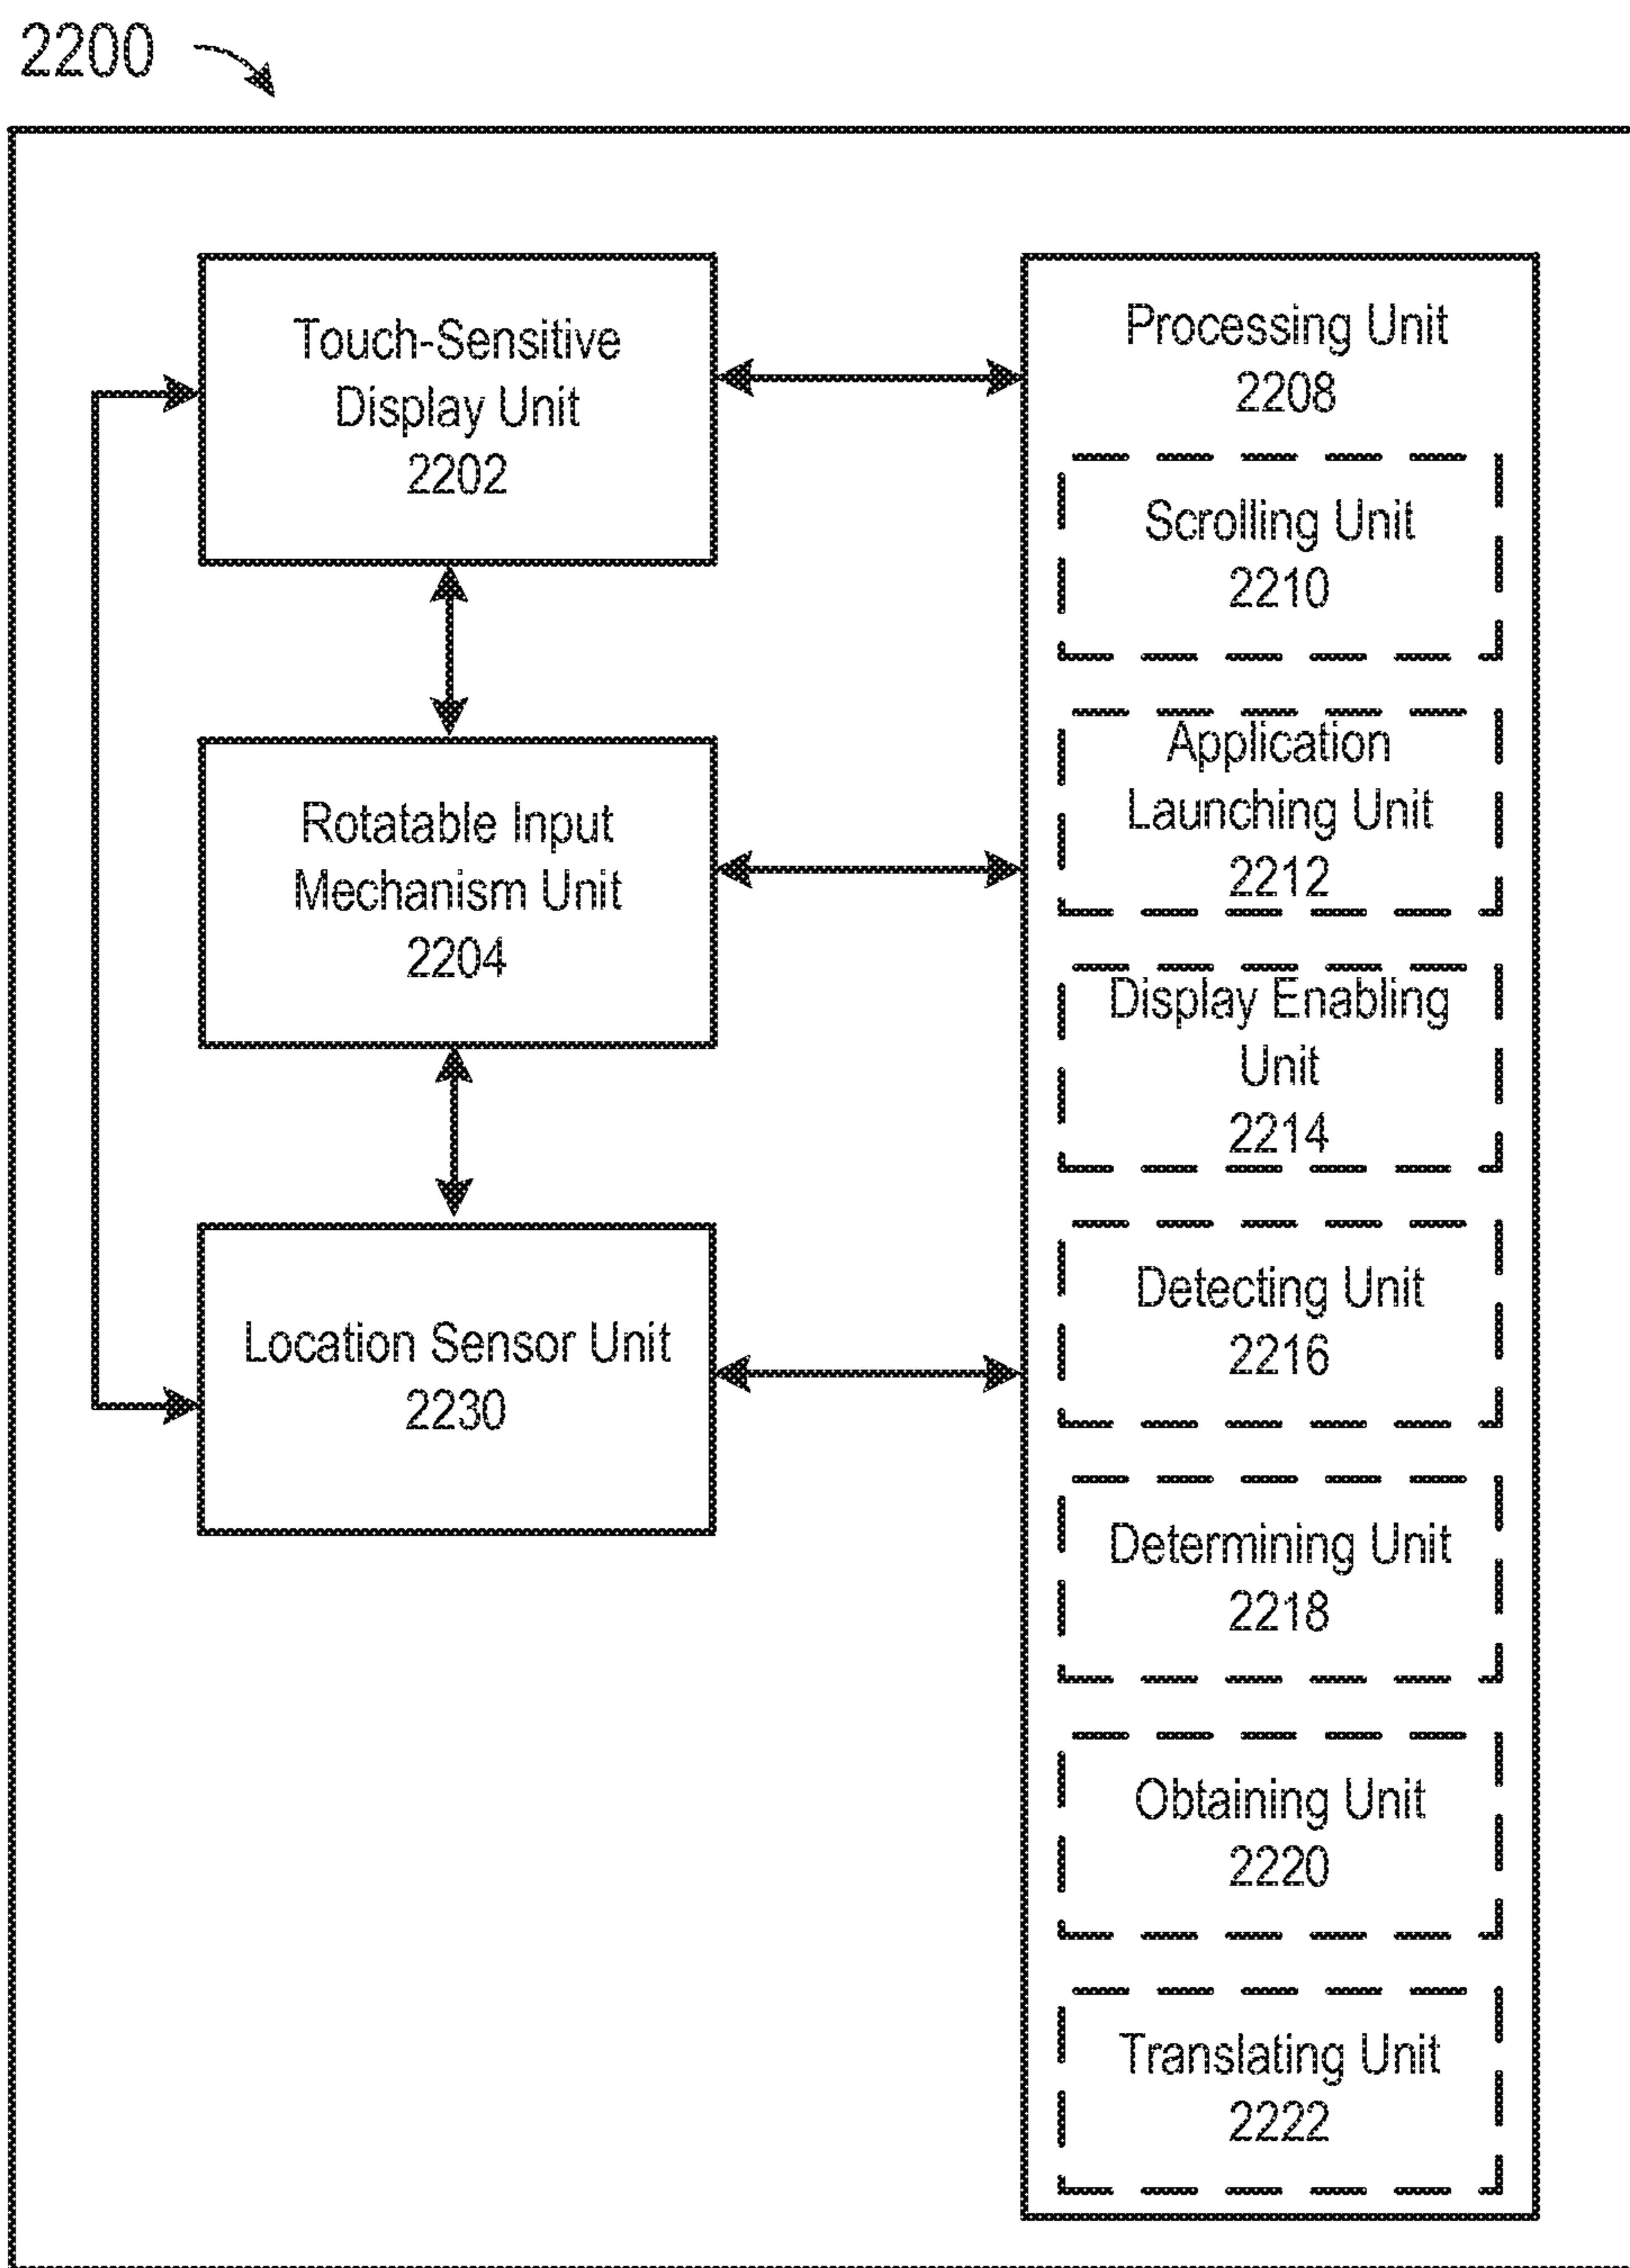 2200
Touch-Sensitive
Display Unit
2202
Rotatable Input
Mechanism Unit
2204
Location Sensor Unit
2230
Processing Unit
2208
Scrolling Unit
2210
Application
Launching Unit
2212
Display Enabling
Unit
2214
Detecting Unit
2216
Determining Unit
2218
Obtaining Unit
2220
Translating Unit
2222